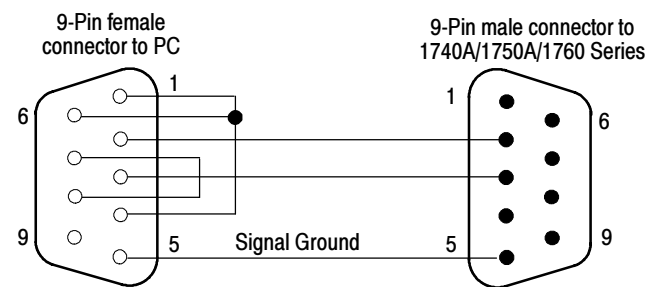 9-Pin female
connector to PC
9-Pin male connector to
1740A/1750A/1760 Series
1
6
9
5
Signal Ground
1
6
5
9